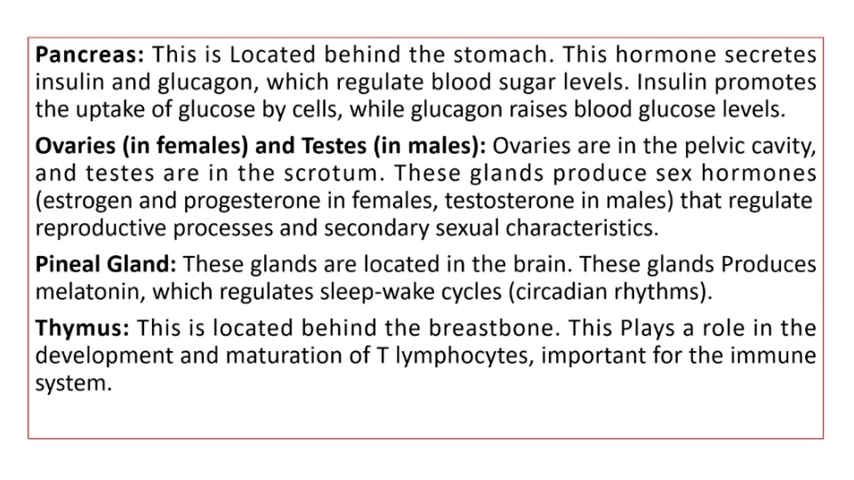 Pancreas: This is Located behind the stomach. This hormone secretes
insulin and glucagon, which regulate blood sugar levels. Insulin promotes
the uptake of glucose by cells, while glucagon raises blood glucose levels.
Ovaries (in females) and Testes (in males): Ovaries are in the pelvic cavity,
and testes are in the scrotum. These glands produce sex hormones
(estrogen and progesterone in females, testosterone in males) that regulate
reproductive processes and secondary sexual characteristics.
Pineal Gland: These glands are located in the brain. These glands Produces
melatonin, which regulates sleep-wake cycles (circadian rhythms).
Thymus: This is located behind the breastbone. This Plays a role in the
development and maturation of T lymphocytes, important for the immune
system.